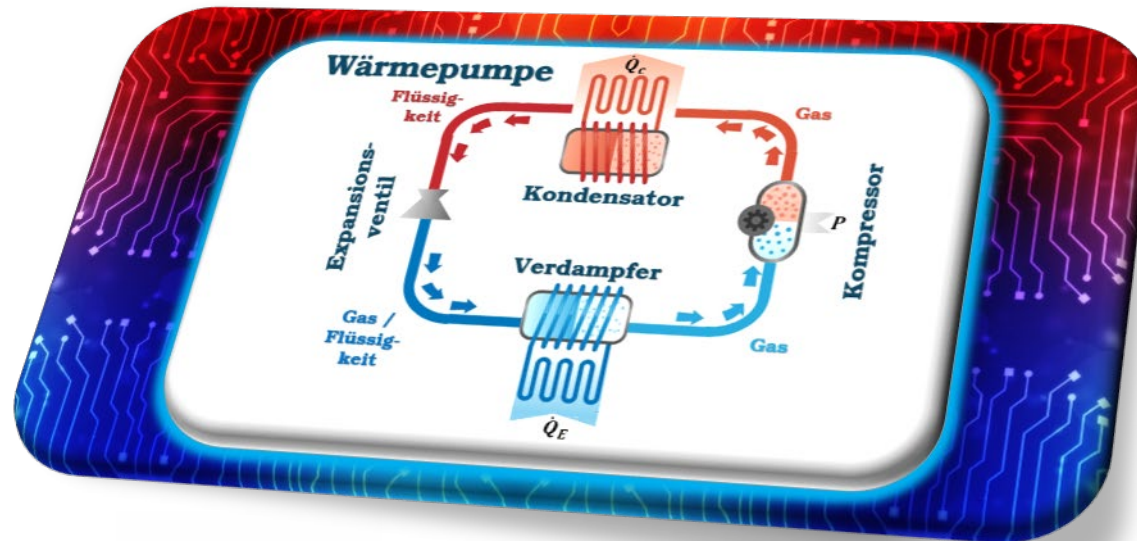 Wärmepumpe
Q̇c
Flüssig-
keit
Gas
Expansions-
ventil
Kondensator
P
Kompressor
Verdampfer
Gas /
Flüssig-
keit
Gas
Q̇E